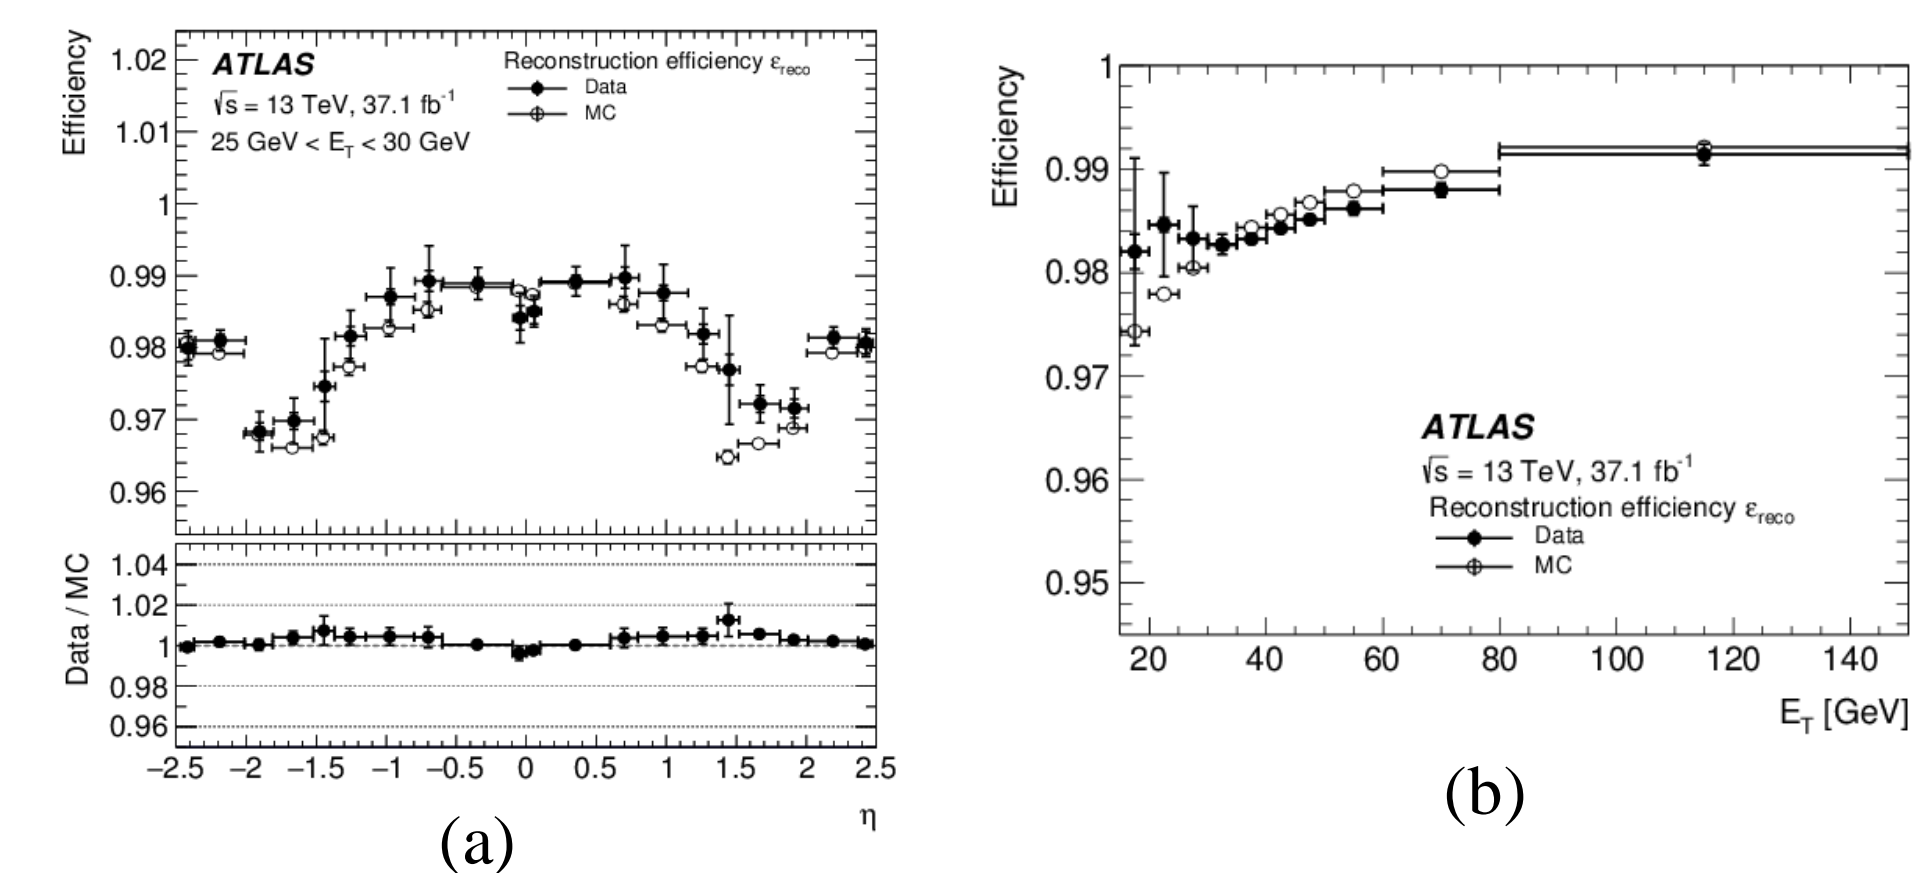 ATLAS
√s = 13 TeV, 37.1 fb⁻¹
25 GeV < E_T < 30 GeV
Reconstruction efficiency ε_reco
Data
MC
Efficiency
1.02
1.01
1
0.99
0.98
0.97
0.96
Data / MC
1.04
1.02
1
0.98
0.96
−2.5 −2 −1.5 −1 −0.5 0 0.5 1 1.5 2 2.5
η
(a)
Efficiency
1
0.99
0.98
0.97
0.96
0.95
ATLAS
√s = 13 TeV, 37.1 fb⁻¹
Reconstruction efficiency ε_reco
Data
MC
20 40 60 80 100 120 140
E_T [GeV]
(b)